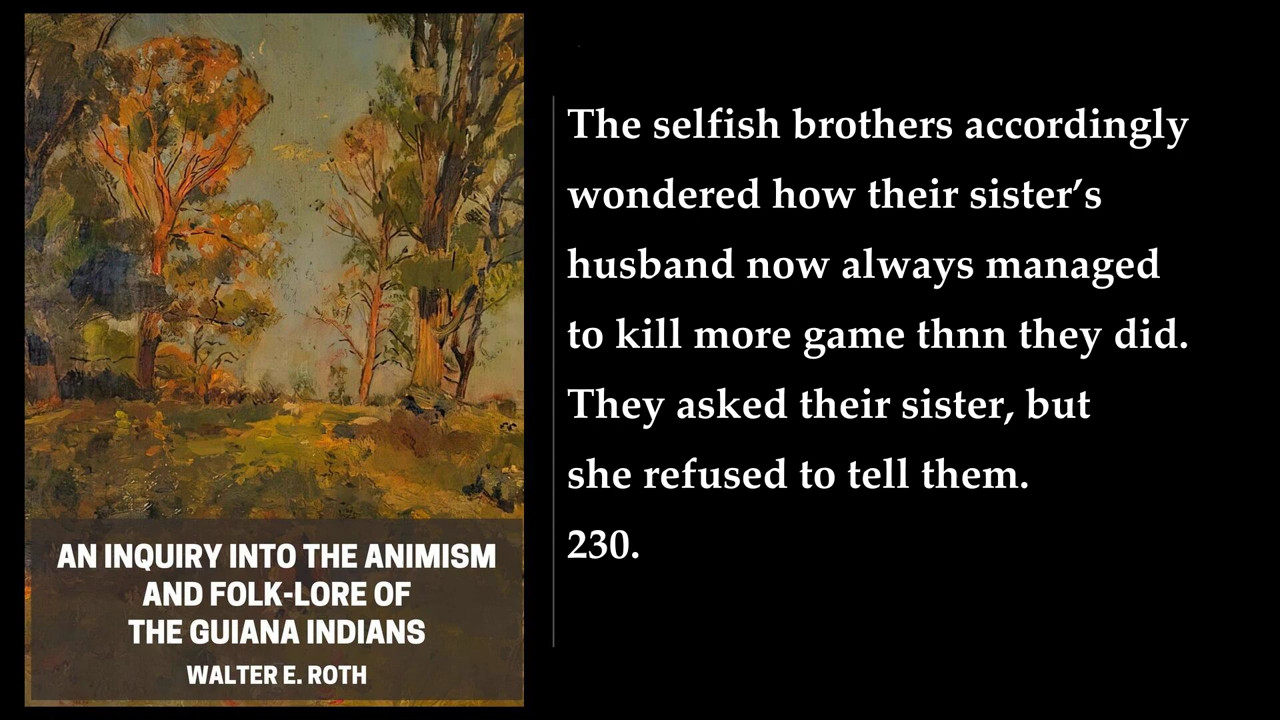 The selfish brothers accordingly
wondered how their sister’s
husband now always managed
to kill more game thnn they did.
They asked their sister, but
she refused to tell them.
230.
AN INQUIRY INTO THE ANIMISM
AND FOLK-LORE OF
THE GUIANA INDIANS
WALTER E. ROTH